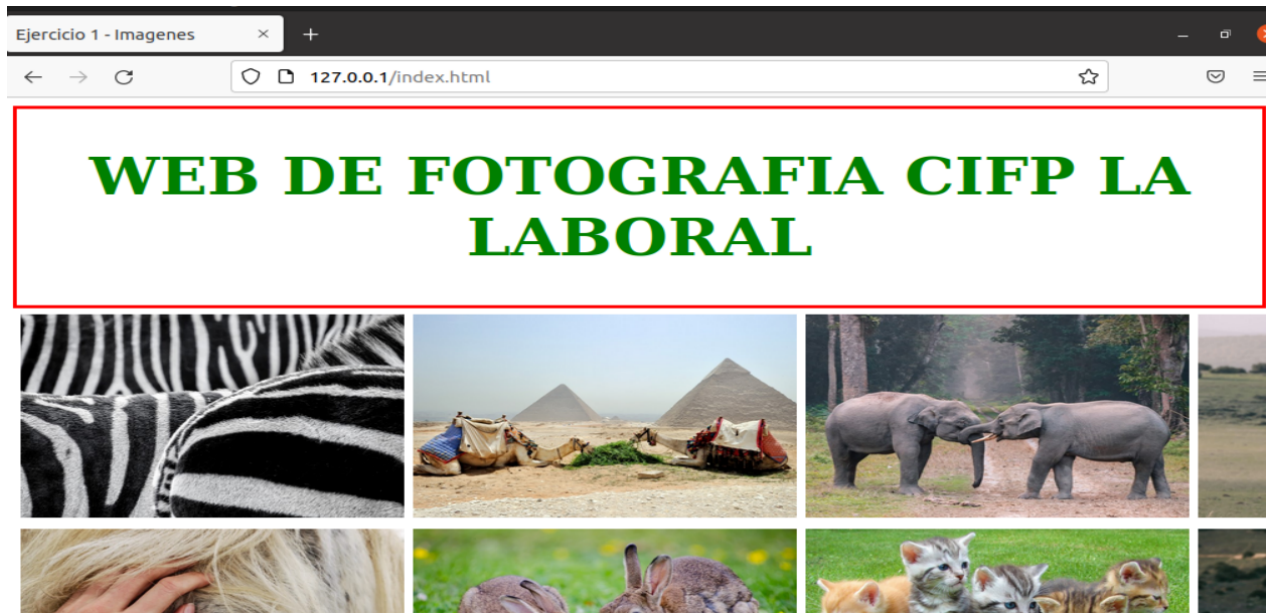 Ejercicio 1 - Imagenes
127.0.0.1/index.html
WEB DE FOTOGRAFIA CIFP LA
LABORAL